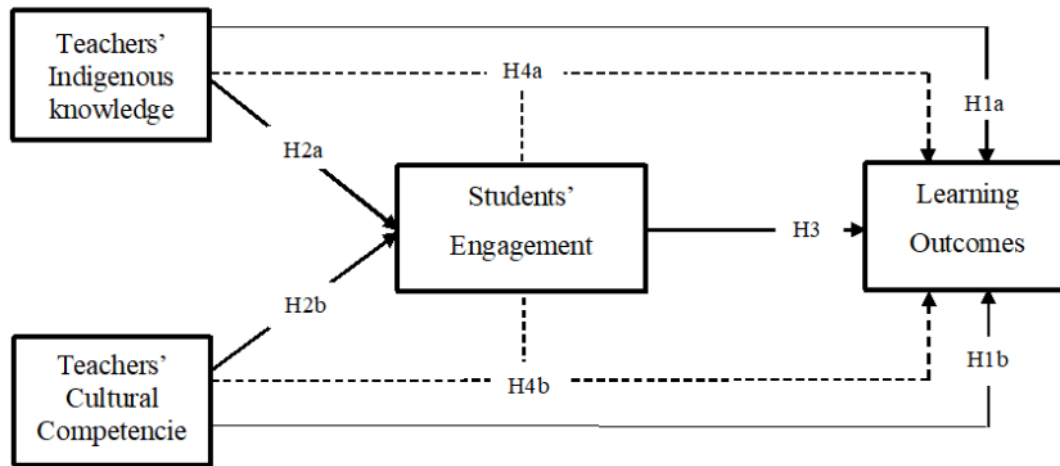 Teachers’
Indigenous
knowledge
H4a
H1a
H2a
Students’
Engagement
H3
Learning
Outcomes
H2b
Teachers’
Cultural
Competencie
H4b
H1b